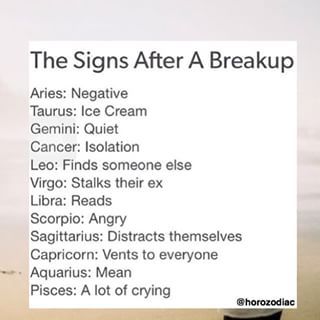 The Signs After A Breakup
Aries: Negative
Taurus: Ice Cream
Gemini: Quiet
Cancer: Isolation
Leo: Finds someone else
Virgo: Stalks their ex
Libra: Reads
Scorpio: Angry
Sagittarius: Distracts themselves
Capricorn: Vents to everyone
Aquarius: Mean
Pisces: A lot of crying
@horozodiac